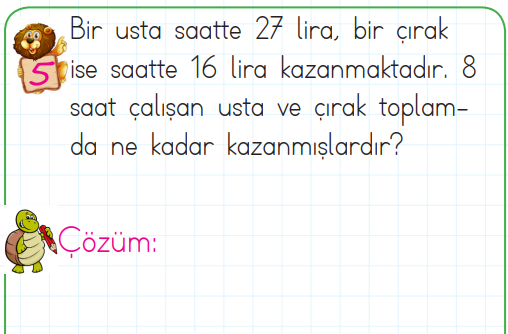 Bir usta saatte 27 lira, bir çırak
5
ise saatte 16 lira kazanmaktadır. 8
saat çalışan usta ve çırak toplam-
da ne kadar kazanmışlardır?
Çözüm: